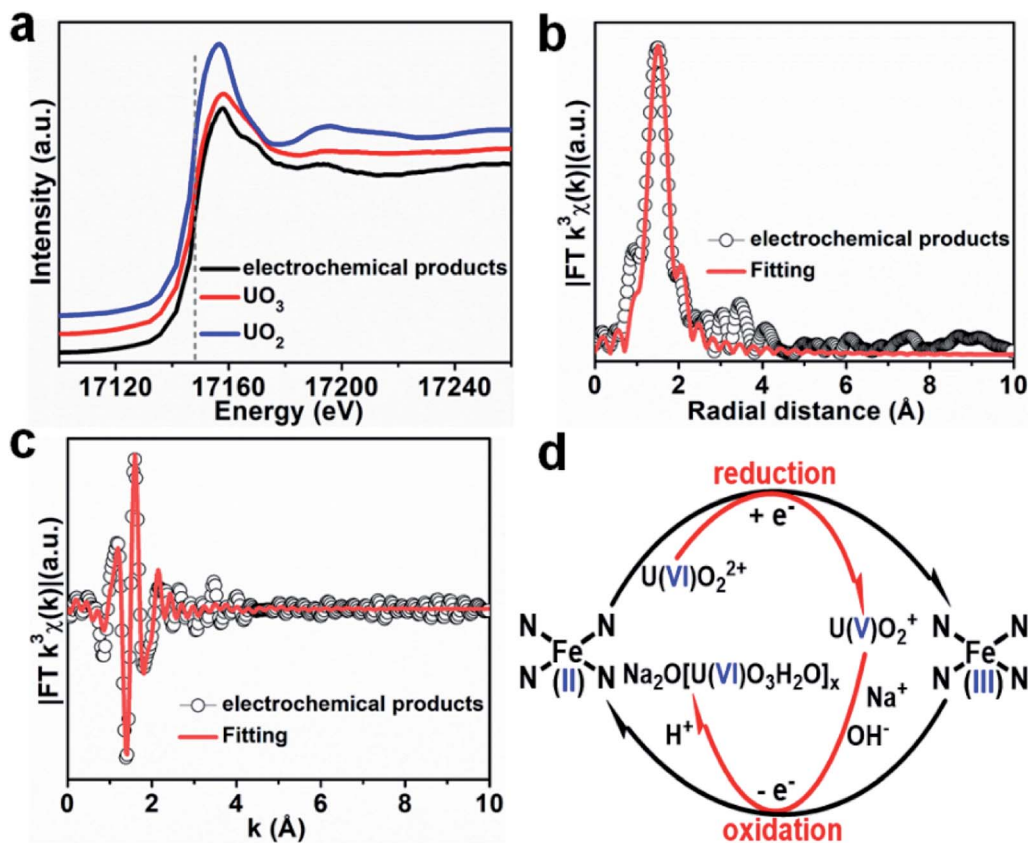 a
Intensity (a.u.)
electrochemical products
UO3
UO2
17120 17160 17200 17240
Energy (eV)
b
|FT k³χ(k)|(a.u.)
electrochemical products
Fitting
0 2 4 6 8 10
Radial distance (Å)
c
|FT k³χ(k)|(a.u.)
electrochemical products
Fitting
0 2 4 6 8 10
k (Å)
d
reduction
+ e⁻
U(VI)O₂²⁺
U(V)O₂⁺
N N
Fe
N (II) N
Na₂O[U(VI)O₃H₂O]ₓ
N N
Fe
N (III) N
Na⁺
OH⁻
H⁺
- e⁻
oxidation